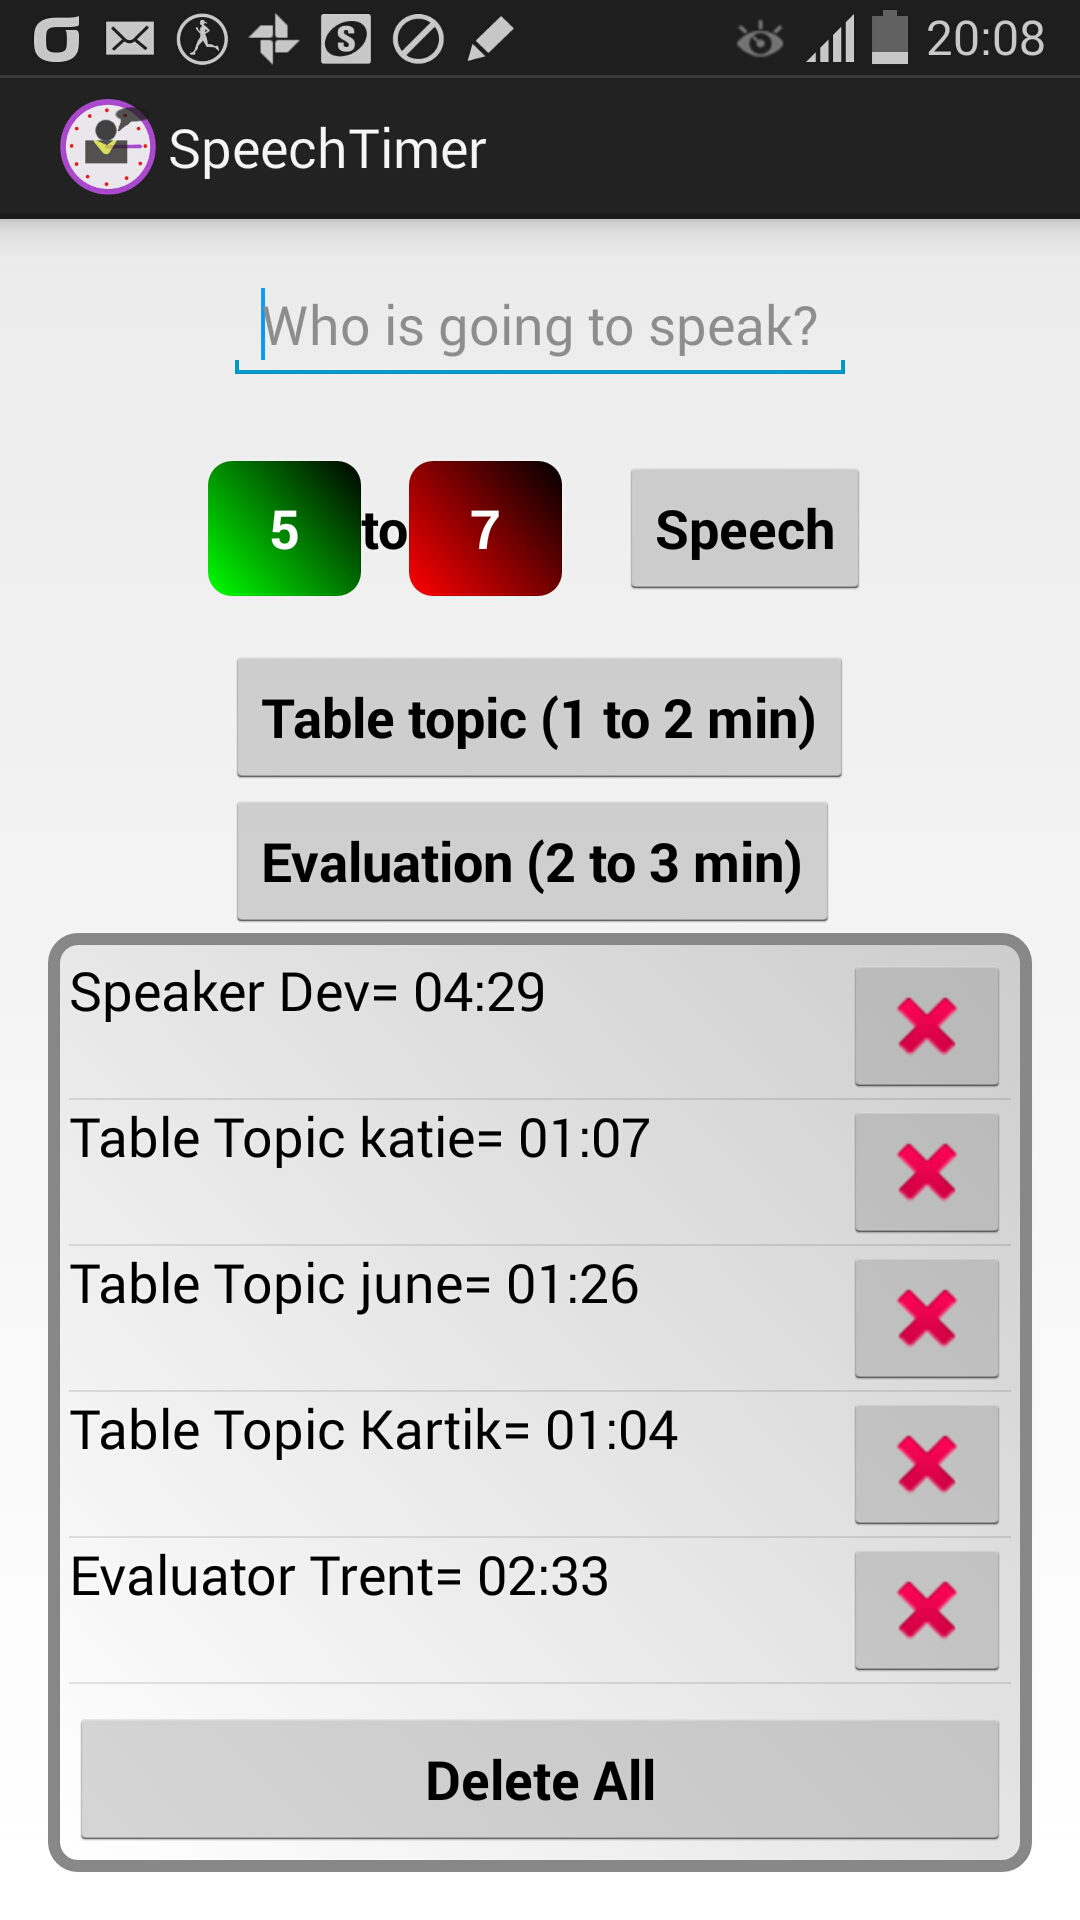 20:08
SpeechTimer
Who is going to speak?
5 to 7 Speech
Table topic (1 to 2 min)
Evaluation (2 to 3 min)
Speaker Dev= 04:29
Table Topic katie= 01:07
Table Topic june= 01:26
Table Topic Kartik= 01:04
Evaluator Trent= 02:33
Delete All